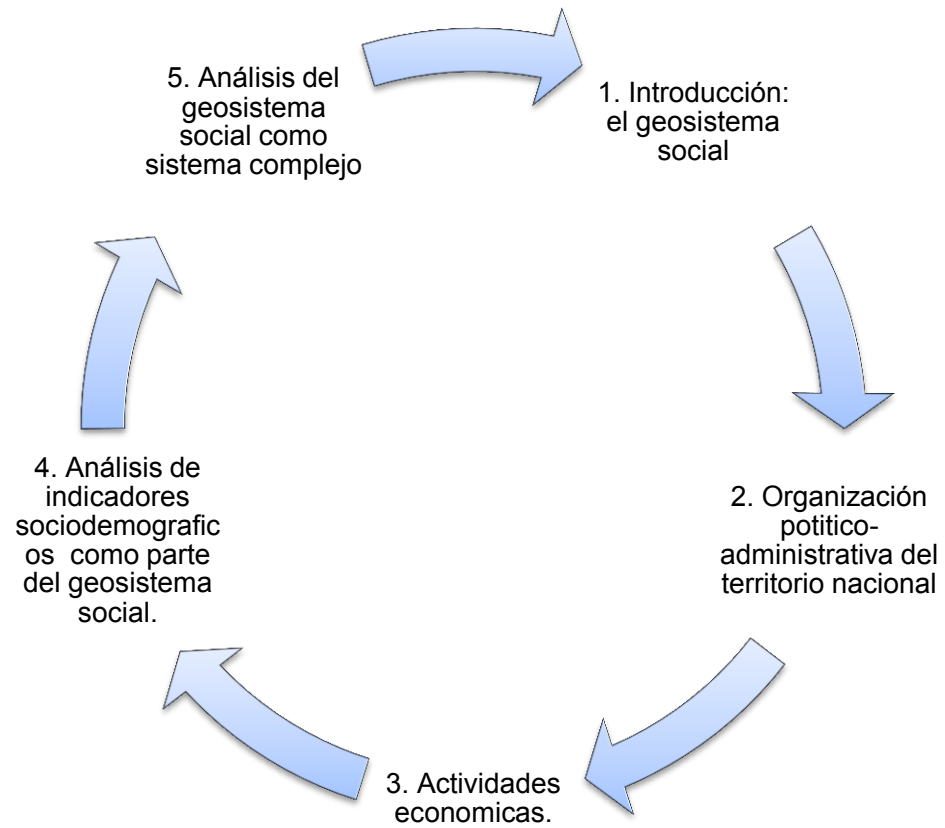 1. Introducción:
el geosistema
social
2. Organización
potitico-
administrativa del
territorio nacional
3. Actividades
economicas.
4. Análisis de
indicadores
sociodemografic
os como parte
del geosistema
social.
5. Análisis del
geosistema
social como
sistema complejo